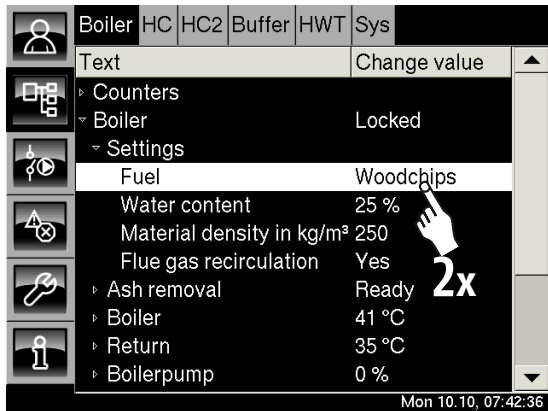 Boiler HC HC2 Buffer HWT Sys
Text Change value
Counters
Boiler Locked
Settings
Fuel Woodchips
Water content 25 %
Material density in kg/m³ 250
Flue gas recirculation Yes
2x
Ash removal Ready
Boiler 41 °C
Return 35 °C
Boilerpump 0 %
Mon 10.10, 07:42:36